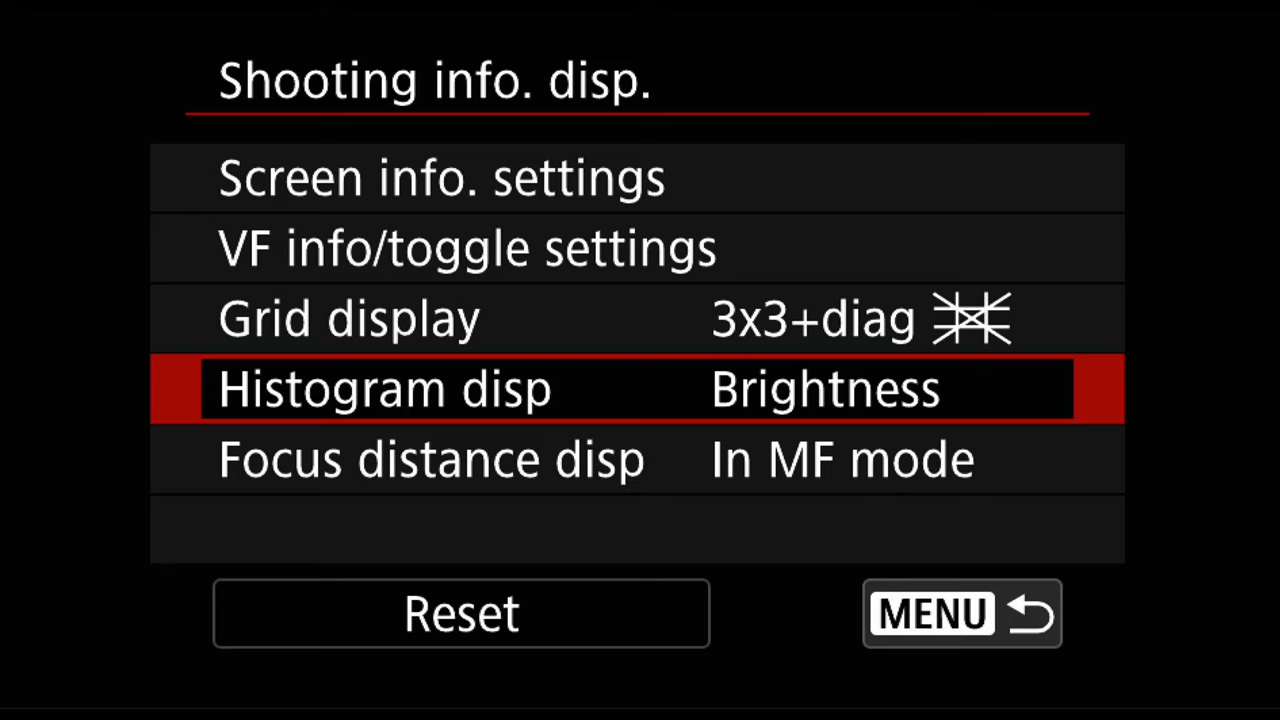 Shooting info. disp.
Screen info. settings
VF info/toggle settings
Grid display 3x3+diag
Histogram disp Brightness
Focus distance disp In MF mode
Reset MENU